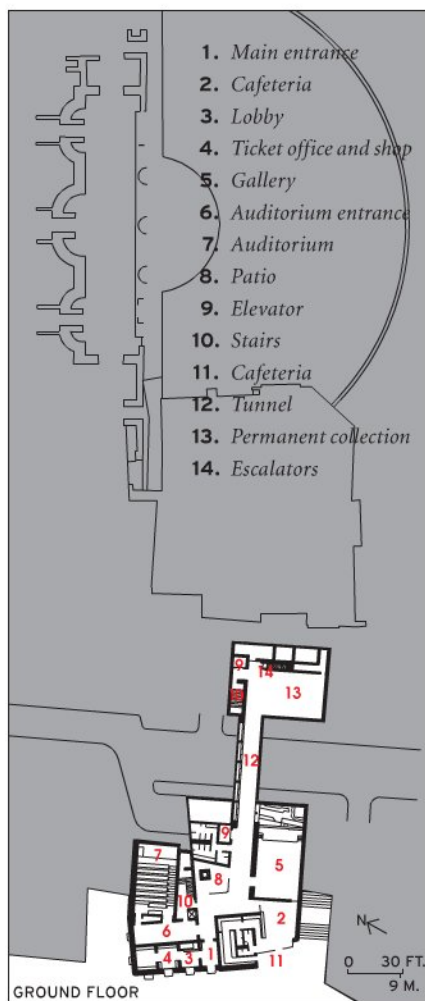 1. Main entrance
2. Cafeteria
3. Lobby
4. Ticket office and shop
5. Gallery
6. Auditorium entrance
7. Auditorium
8. Patio
9. Elevator
10. Stairs
11. Cafeteria
12. Tunnel
13. Permanent collection
14. Escalators
9
14
13
10
12
9
7
5
8
10
2
6
N
4
3
1
11
0 30 FT.
9 M.
GROUND FLOOR